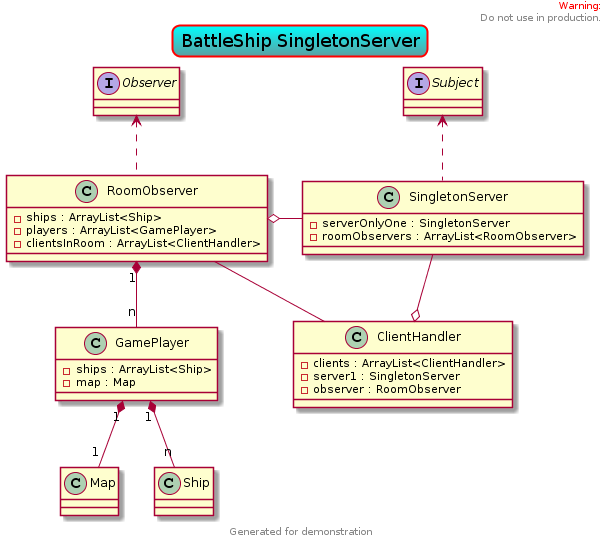 Warning:
Do not use in production.
BattleShip SingletonServer
I Observer
I Subject
C RoomObserver
ships : ArrayList<Ship>
players : ArrayList<GamePlayer>
clientsInRoom : ArrayList<ClientHandler>
C SingletonServer
serverOnlyOne : SingletonServer
roomObservers : ArrayList<RoomObserver>
1
n
C GamePlayer
ships : ArrayList<Ship>
map : Map
C ClientHandler
clients : ArrayList<ClientHandler>
server1 : SingletonServer
observer : RoomObserver
1
1
1
n
C Map
C Ship
Generated for demonstration